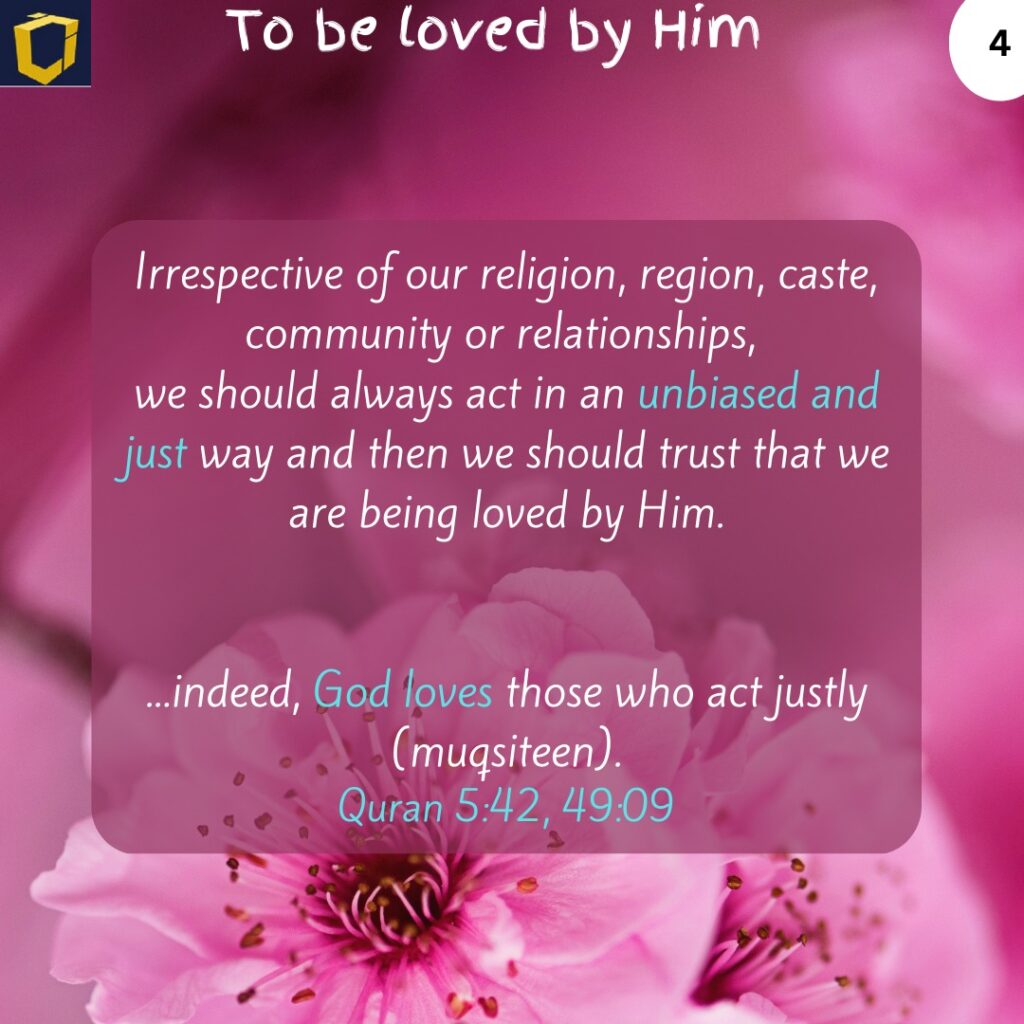 To be loved by Him
4
Irrespective of our religion, region, caste,
community or relationships,
we should always act in an unbiased and
just way and then we should trust that we
are being loved by Him.
...indeed, God loves those who act justly
(muqsiteen).
Quran 5:42, 49:09